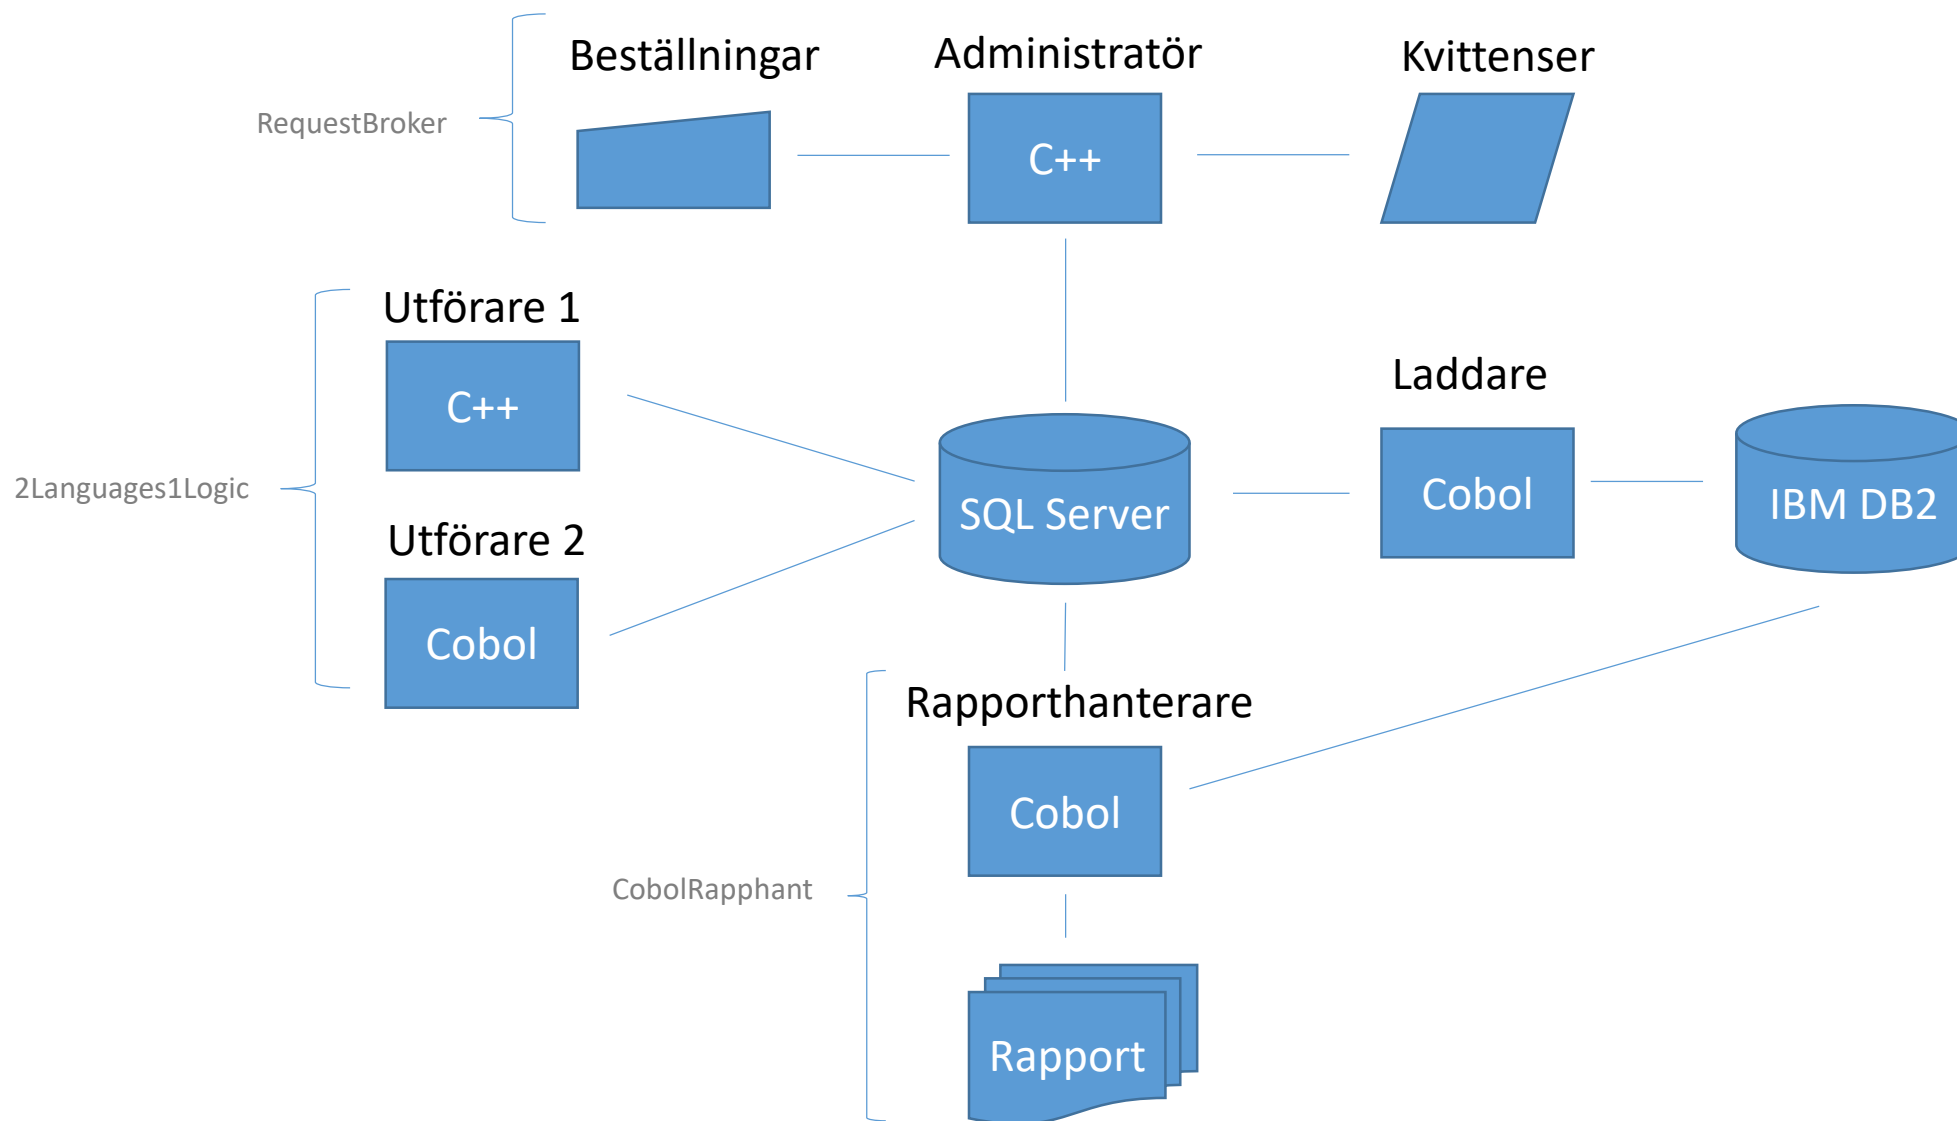 Beställningar
Administratör
Kvittenser
RequestBroker
C++
Utförare 1
C++
Laddare
2Languages1Logic
SQL Server
Cobol
IBM DB2
Utförare 2
Cobol
Rapporthanterare
Cobol
CobolRapphant
Rapport